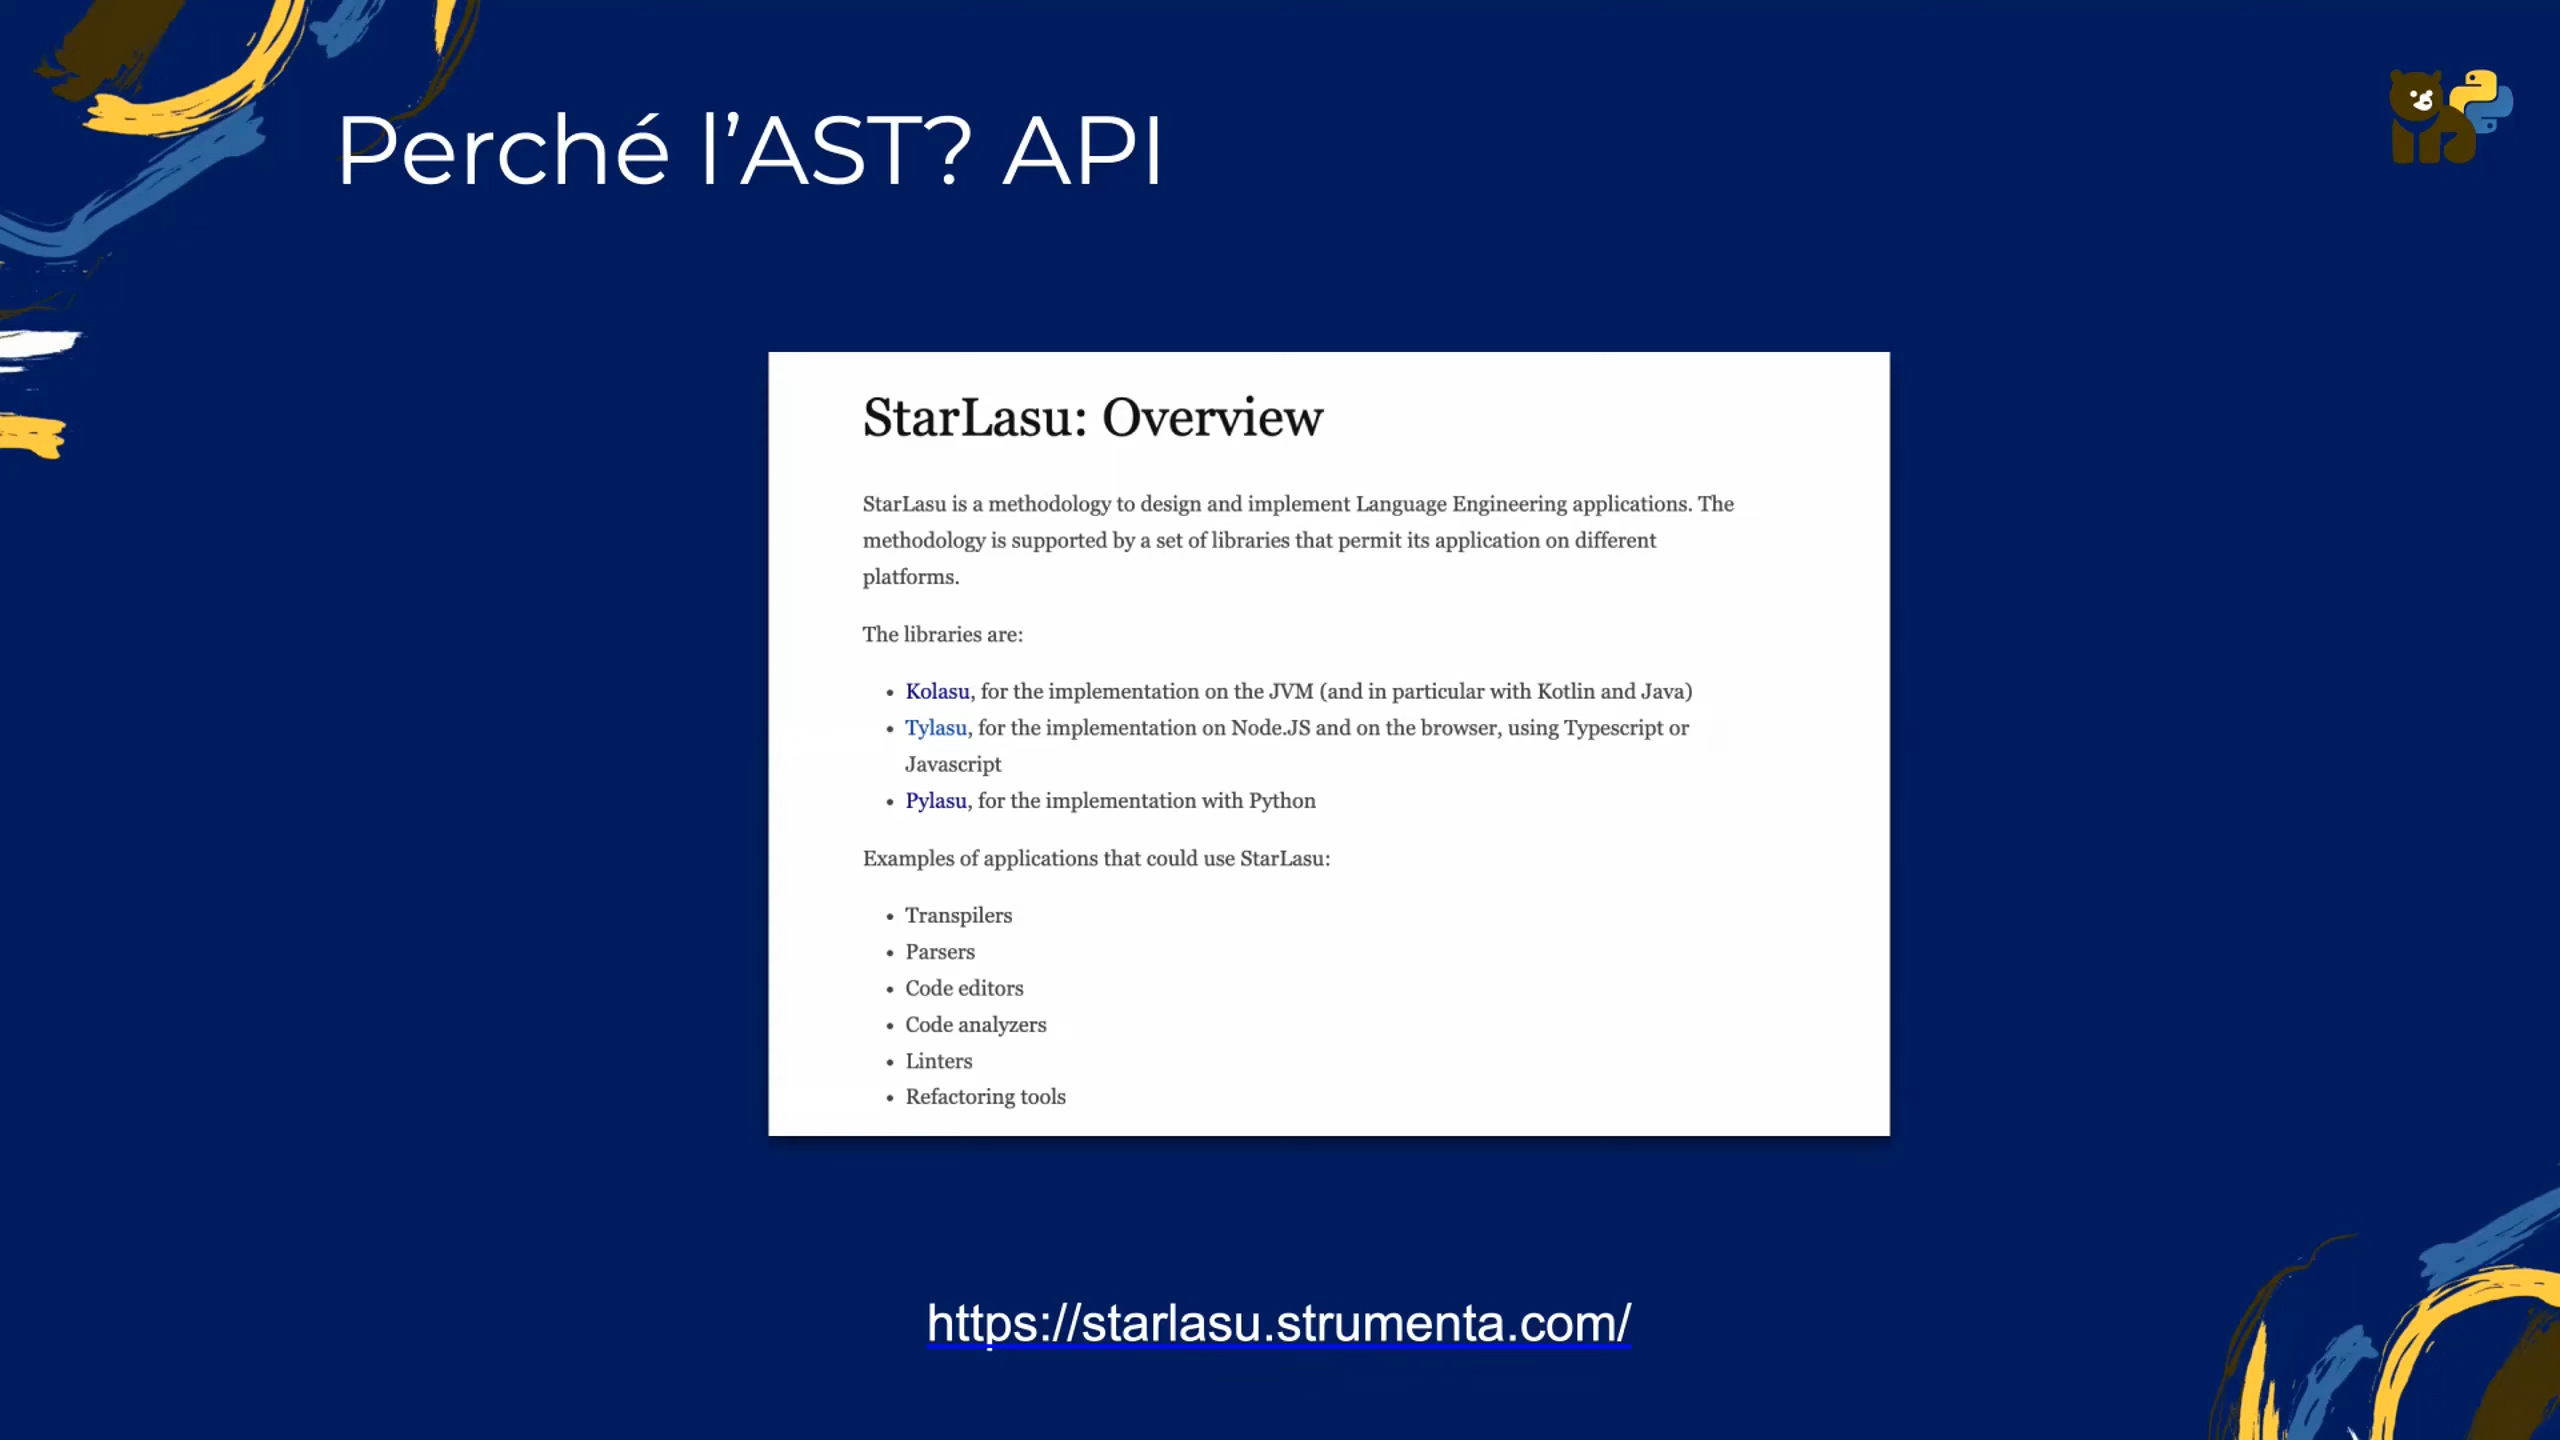 Perché l’AST? API
StarLasu: Overview
StarLasu is a methodology to design and implement Language Engineering applications. The
methodology is supported by a set of libraries that permit its application on different
platforms.
The libraries are:
• Kolasu, for the implementation on the JVM (and in particular with Kotlin and Java)
• Tylasu, for the implementation on Node.JS and on the browser, using Typescript or
Javascript
• Pylasu, for the implementation with Python
Examples of applications that could use StarLasu:
• Transpilers
• Parsers
• Code editors
• Code analyzers
• Linters
• Refactoring tools
https://starlasu.strumenta.com/